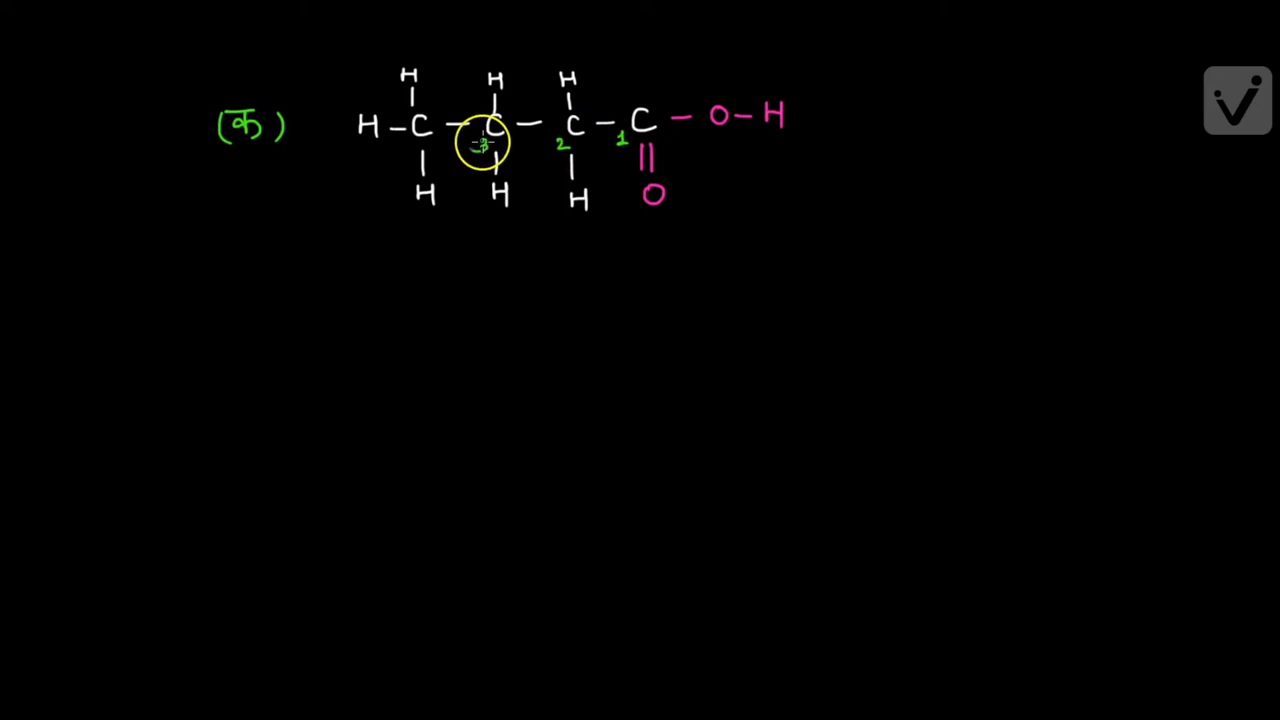 H H H
(क) H – C – C – C – C – O – H
3 2 1
H H H O